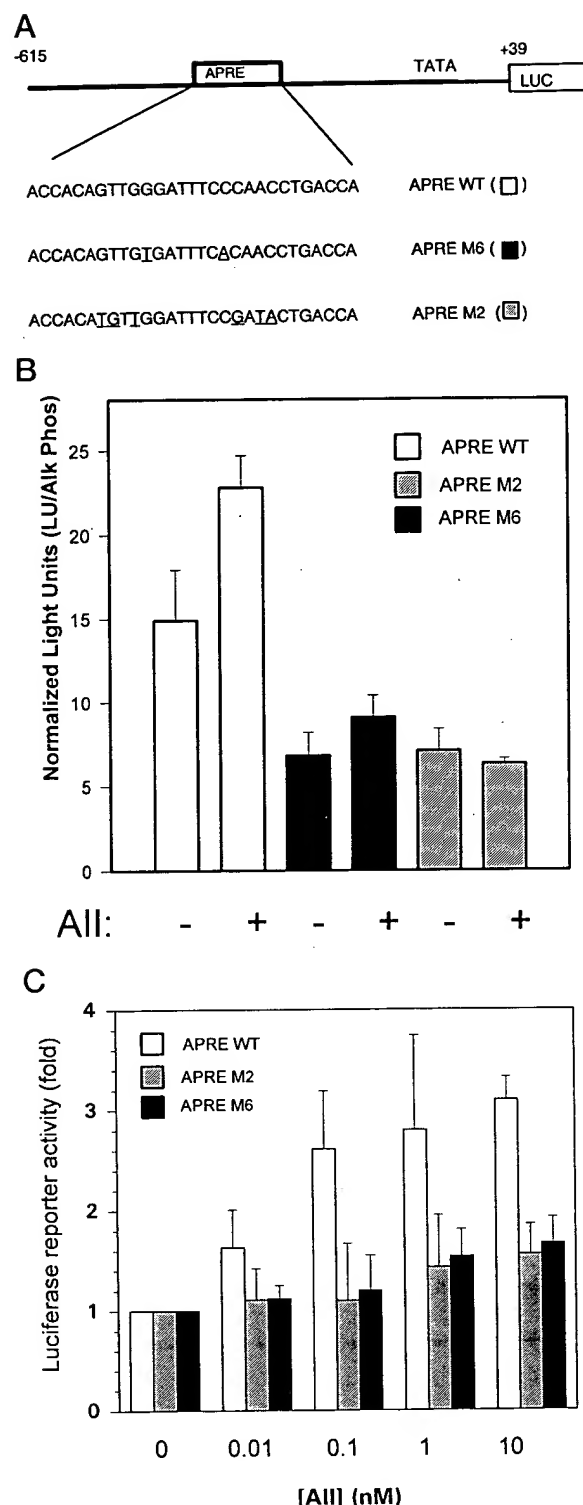 A
-615
+39
APRE
TATA
LUC
ACCACAGTTGGGATTTCCCAACCTGACCA
APRE WT ( )
ACCACAGTTGTGATTTCACAACCTGACCA
APRE M6 ( )
ACCACATGTTGGATTTCCGATACTGACCA
APRE M2 ( )
B
Normalized Light Units (LU/Alk Phos)
25
20
15
10
5
0
APRE WT
APRE M2
APRE M6
AII: - + - + - +
C
Luciferase reporter activity (fold)
4
3
2
1
0
APRE WT
APRE M2
APRE M6
0 0.01 0.1 1 10
[AII] (nM)